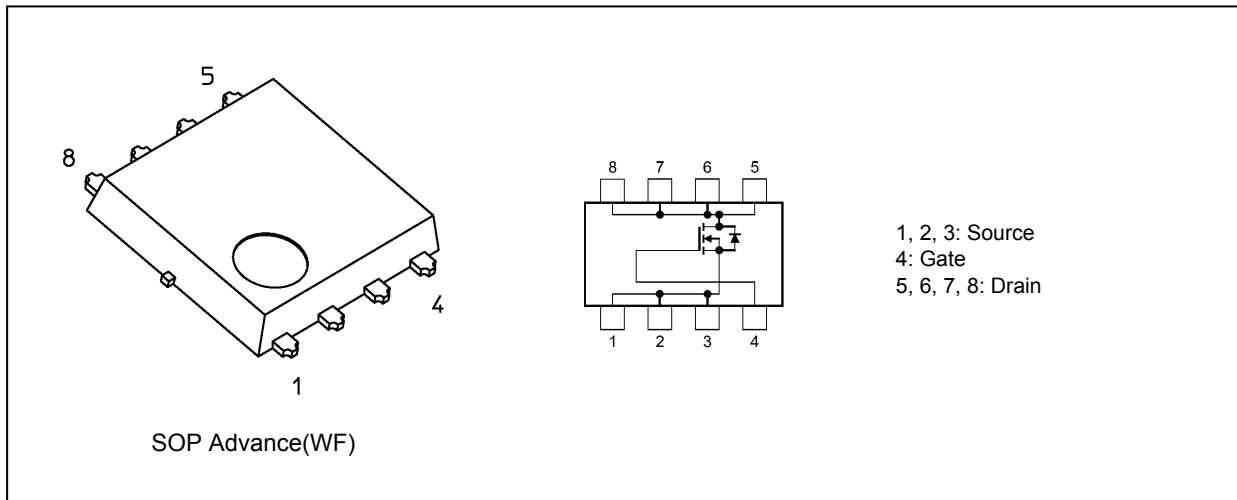 5
8
4
1
SOP Advance(WF)
8 7 6 5
1 2 3 4
1, 2, 3: Source
4: Gate
5, 6, 7, 8: Drain